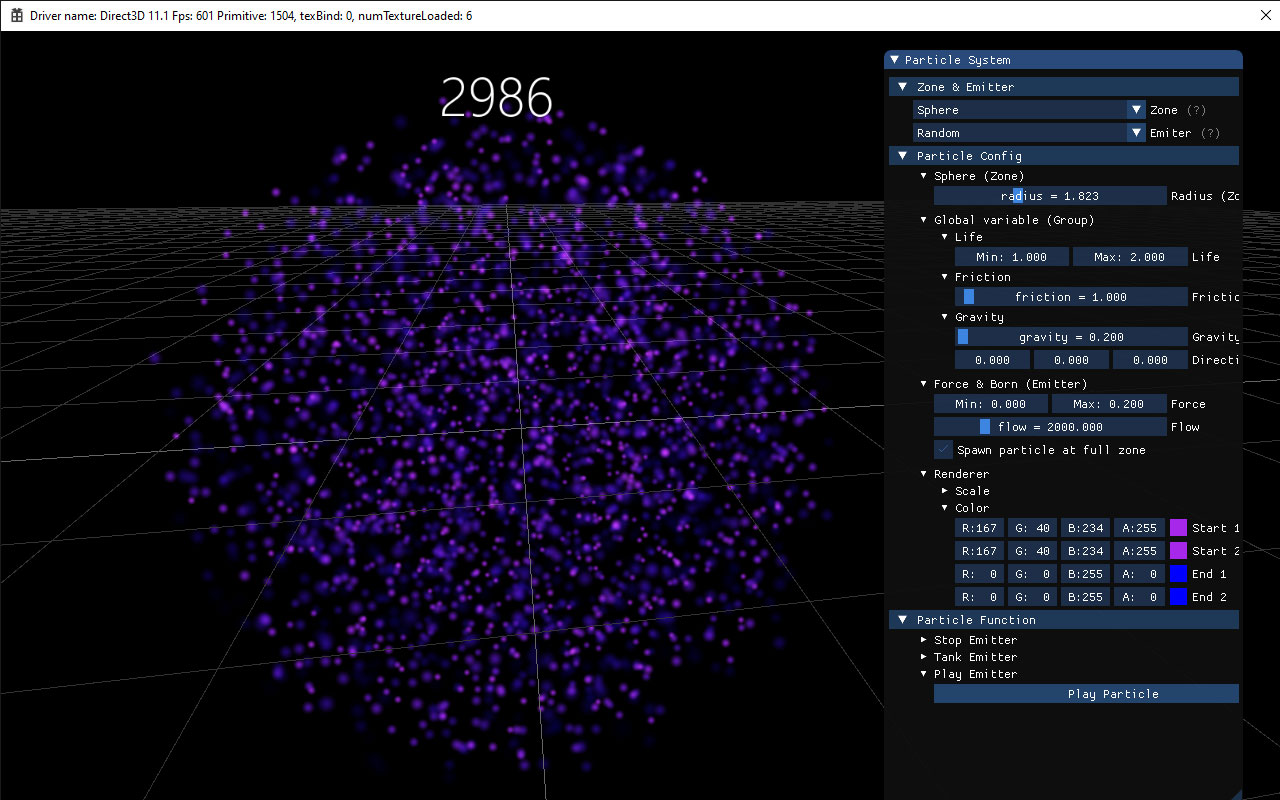 Driver name: Direct3D 11.1 Fps: 601 Primitive: 1504, texBind: 0, numTextureLoaded: 6
2986
Particle System
Zone & Emitter
Sphere Zone (?)
Random Emiter (?)
Particle Config
Sphere (Zone)
radius = 1.823 Radius (Zo
Global variable (Group)
Life
Min: 1.000 Max: 2.000 Life
Friction
friction = 1.000 Frictio
Gravity
gravity = 0.200 Gravity
0.000 0.000 0.000 Directi
Force & Born (Emitter)
Min: 0.000 Max: 0.200 Force
flow = 2000.000 Flow
Spawn particle at full zone
Renderer
Scale
Color
R:167 G: 40 B:234 A:255 Start 1
R:167 G: 40 B:234 A:255 Start 2
R: 0 G: 0 B:255 A: 0 End 1
R: 0 G: 0 B:255 A: 0 End 2
Particle Function
Stop Emitter
Tank Emitter
Play Emitter
Play Particle